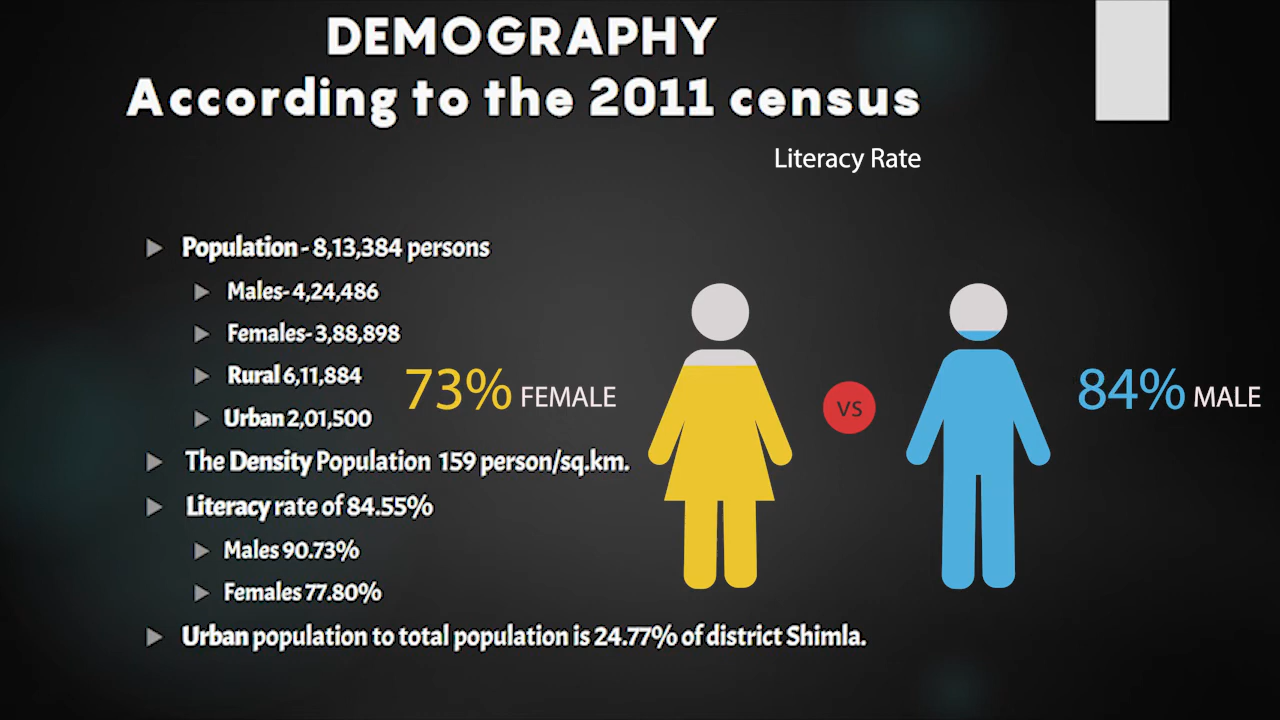 DEMOGRAPHY
According to the 2011 census
Literacy Rate
Population - 8,13,384 persons
Males- 4,24,486
Females- 3,88,898
Rural 6,11,884
Urban 2,01,500
73% FEMALE
VS
84% MALE
The Density Population 159 person/sq.km.
Literacy rate of 84.55%
Males 90.73%
Females 77.80%
Urban population to total population is 24.77% of district Shimla.